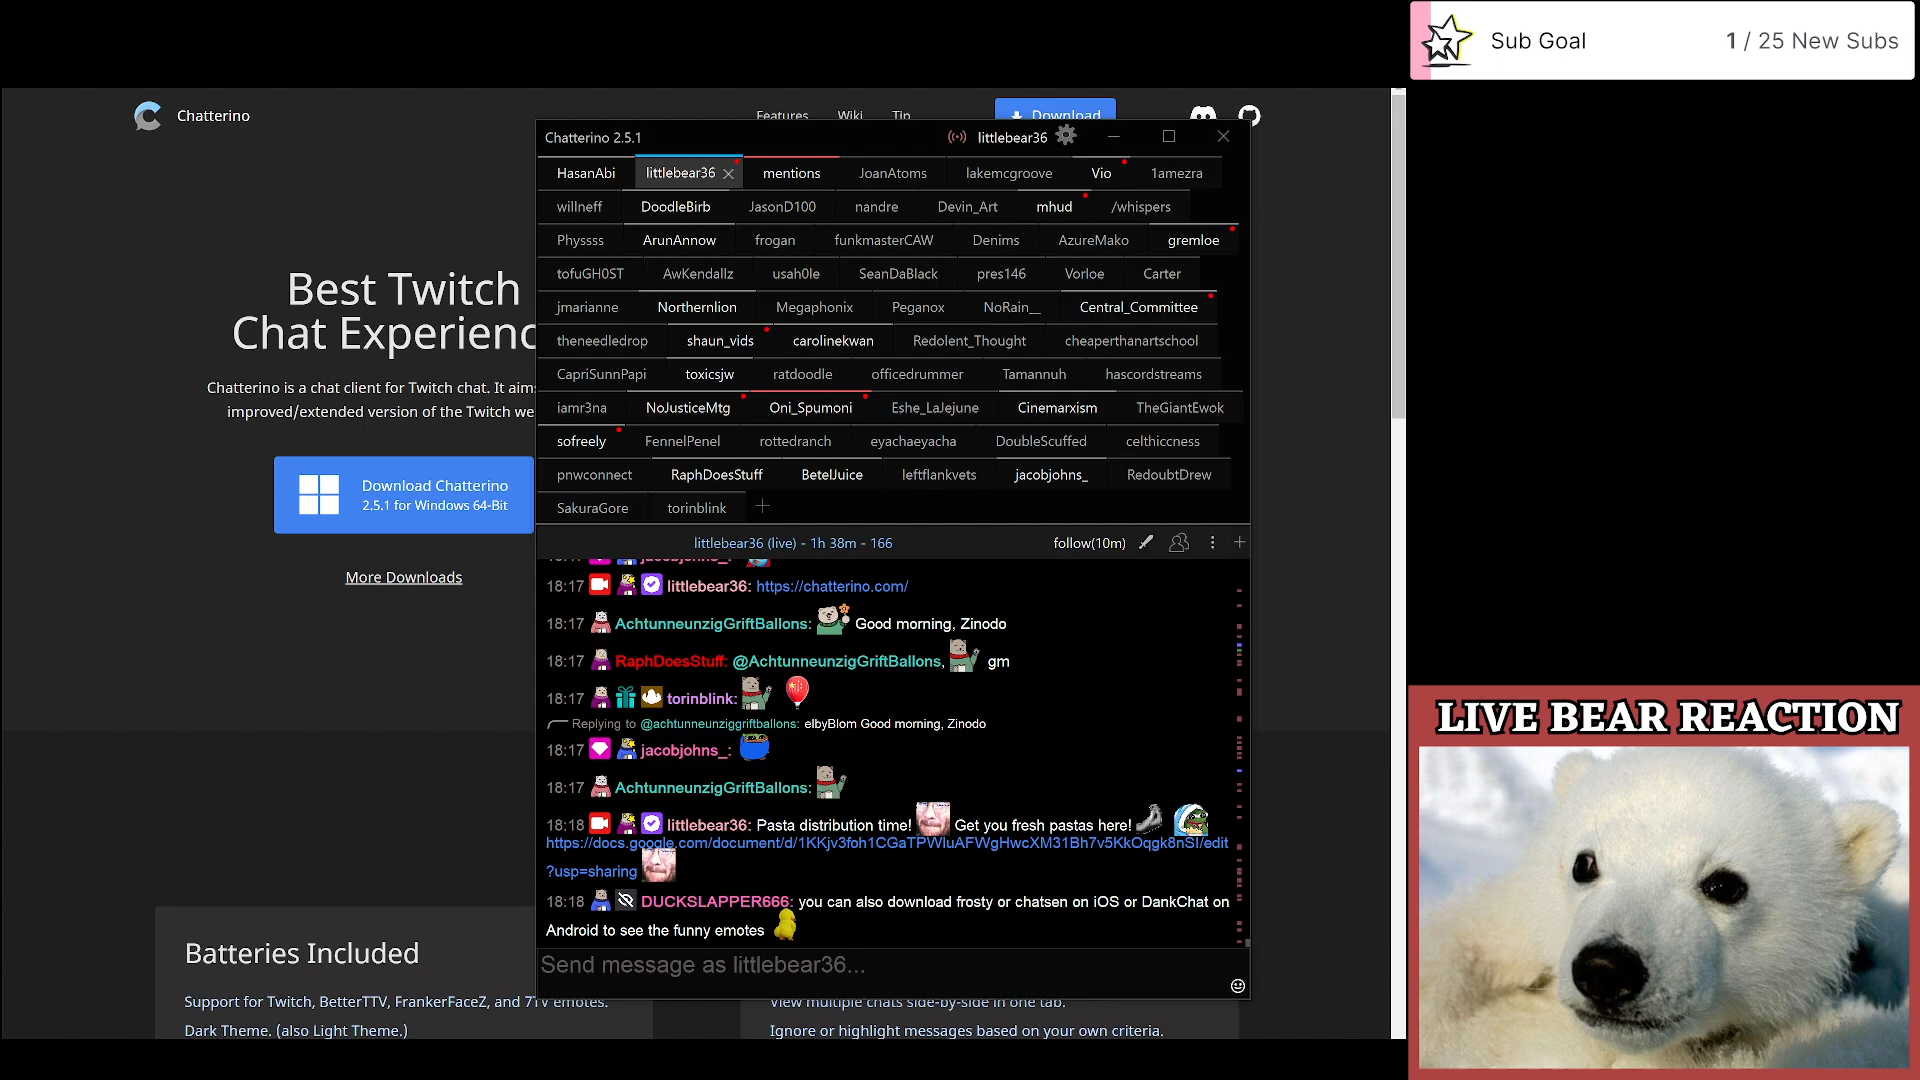 Sub Goal 1 / 25 New Subs
Chatterino
Features Wiki Tip Download
Chatterino 2.5.1 littlebear36
HasanAbi littlebear36 mentions JoanAtoms lakemcgroove Vio 1amezra
willneff DoodleBirb JasonD100 nandre Devin_Art mhud /whispers
Physsss ArunAnnow frogan funkmasterCAW Denims AzureMako gremloe
tofuGH0ST AwKendallz usah0le SeanDaBlack pres146 Vorloe Carter
jmarianne Northernlion Megaphonix Peganox NoRain__ Central_Committee
theneedledrop shaun_vids carolinekwan Redolent_Thought cheaperthanartschool
CapriSunnPapi toxicsjw ratdoodle officedrummer Tamannuh hascordstreams
iamr3na NoJusticeMtg Oni_Spumoni Eshe_LaJejune Cinemarxism TheGiantEwok
sofreely FennelPenel rottedranch eyachaeyacha DoubleScuffed celthiccness
pnwconnect RaphDoesStuff BetelJuice leftflankvets jacobjohns_ RedoubtDrew
SakuraGore torinblink
Best Twitch
Chat Experienc
Chatterino is a chat client for Twitch chat. It aim
improved/extended version of the Twitch we
Download Chatterino
2.5.1 for Windows 64-Bit
More Downloads
littlebear36 (live) - 1h 38m - 166 follow(10m)
18:17 jacobjohns_:
18:17 littlebear36: https://chatterino.com/
18:17 AchtunneunzigGriftBallons: Good morning, Zinodo
18:17 RaphDoesStuff: @AchtunneunzigGriftBallons, gm
18:17 torinblink:
Replying to @achtunneunziggriftballons: elbyBlom Good morning, Zinodo
18:17 jacobjohns_:
18:17 AchtunneunzigGriftBallons:
18:18 littlebear36: Pasta distribution time! Get you fresh pastas here!
https://docs.google.com/document/d/1KKjv3foh1CGaTPWluAFWgHwcXM31Bh7v5KkOqgk8nSI/edit
?usp=sharing
18:18 DUCKSLAPPER666: you can also download frosty or chatsen on iOS or DankChat on
Android to see the funny emotes
Send message as littlebear36...
Batteries Included
Support for Twitch, BetterTTV, FrankerFaceZ, and 7TV emotes.
Dark Theme. (also Light Theme.)
View multiple chats side-by-side in one tab.
Ignore or highlight messages based on your own criteria.
LIVE BEAR REACTION